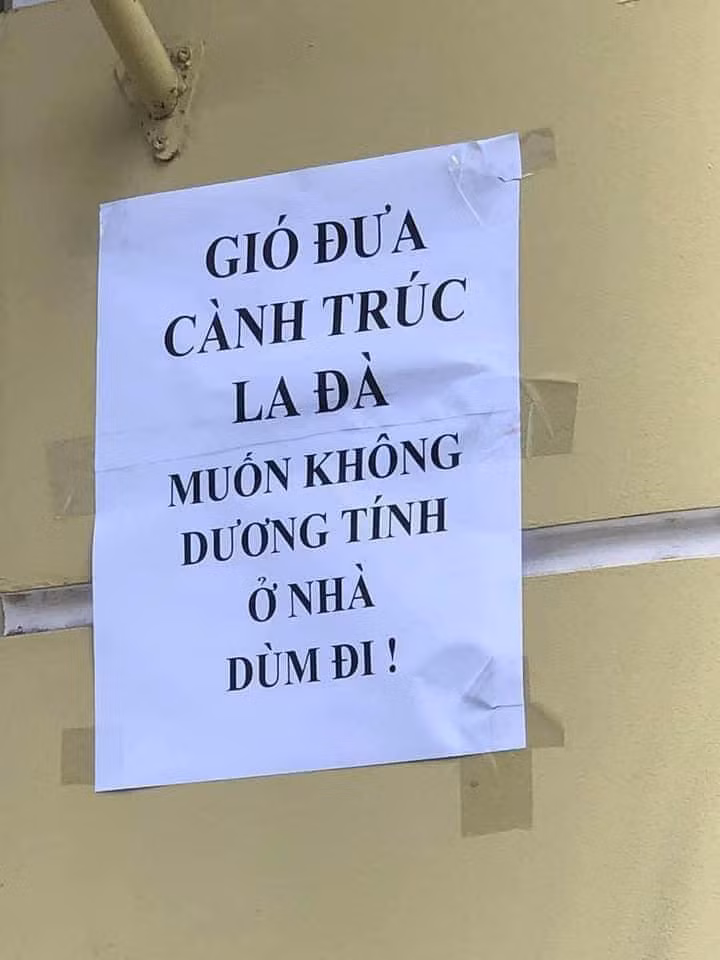 GIÓ ĐƯA
CÀNH TRÚC
LA ĐÀ
MUỐN KHÔNG
DƯƠNG TÍNH
Ở NHÀ
DÙM ĐI !